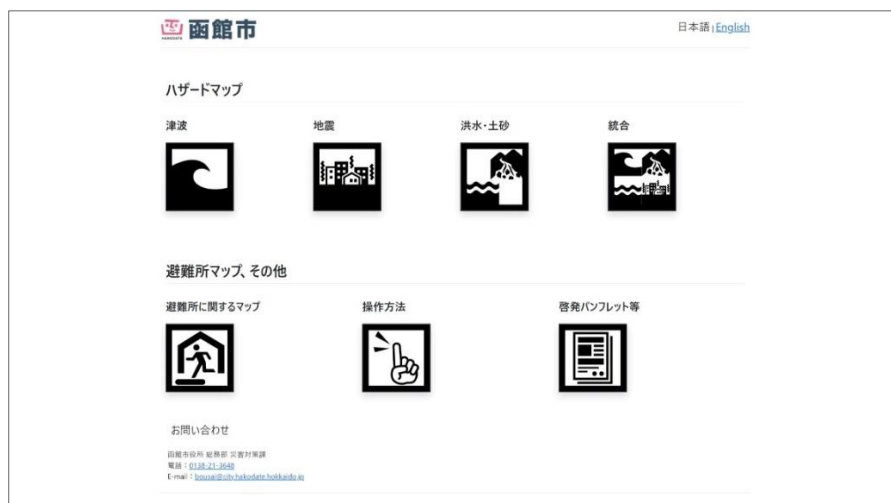 函館市
日本語 | English
ハザードマップ
津波
地震
洪水・土砂
統合
避難所マップ、その他
避難所に関するマップ
操作方法
啓発パンフレット等
お問い合わせ
函館市役所 総務部 災害対策課
電話：0138-21-3648
E-mail：bousai@city.hakodate.hokkaido.jp